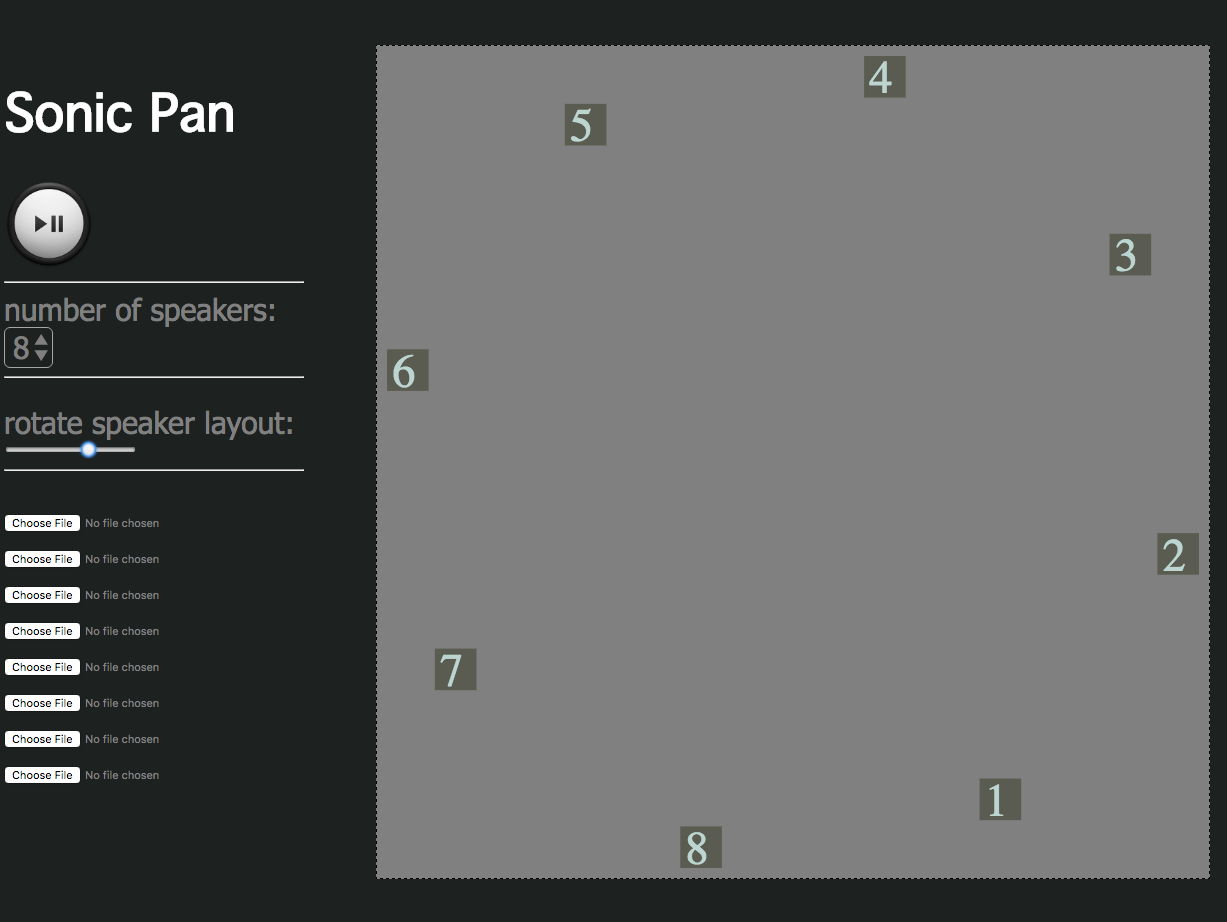 Sonic Pan
number of speakers:
8
rotate speaker layout:
Choose File No file chosen
Choose File No file chosen
Choose File No file chosen
Choose File No file chosen
Choose File No file chosen
Choose File No file chosen
Choose File No file chosen
Choose File No file chosen
4
5
3
6
2
7
1
8